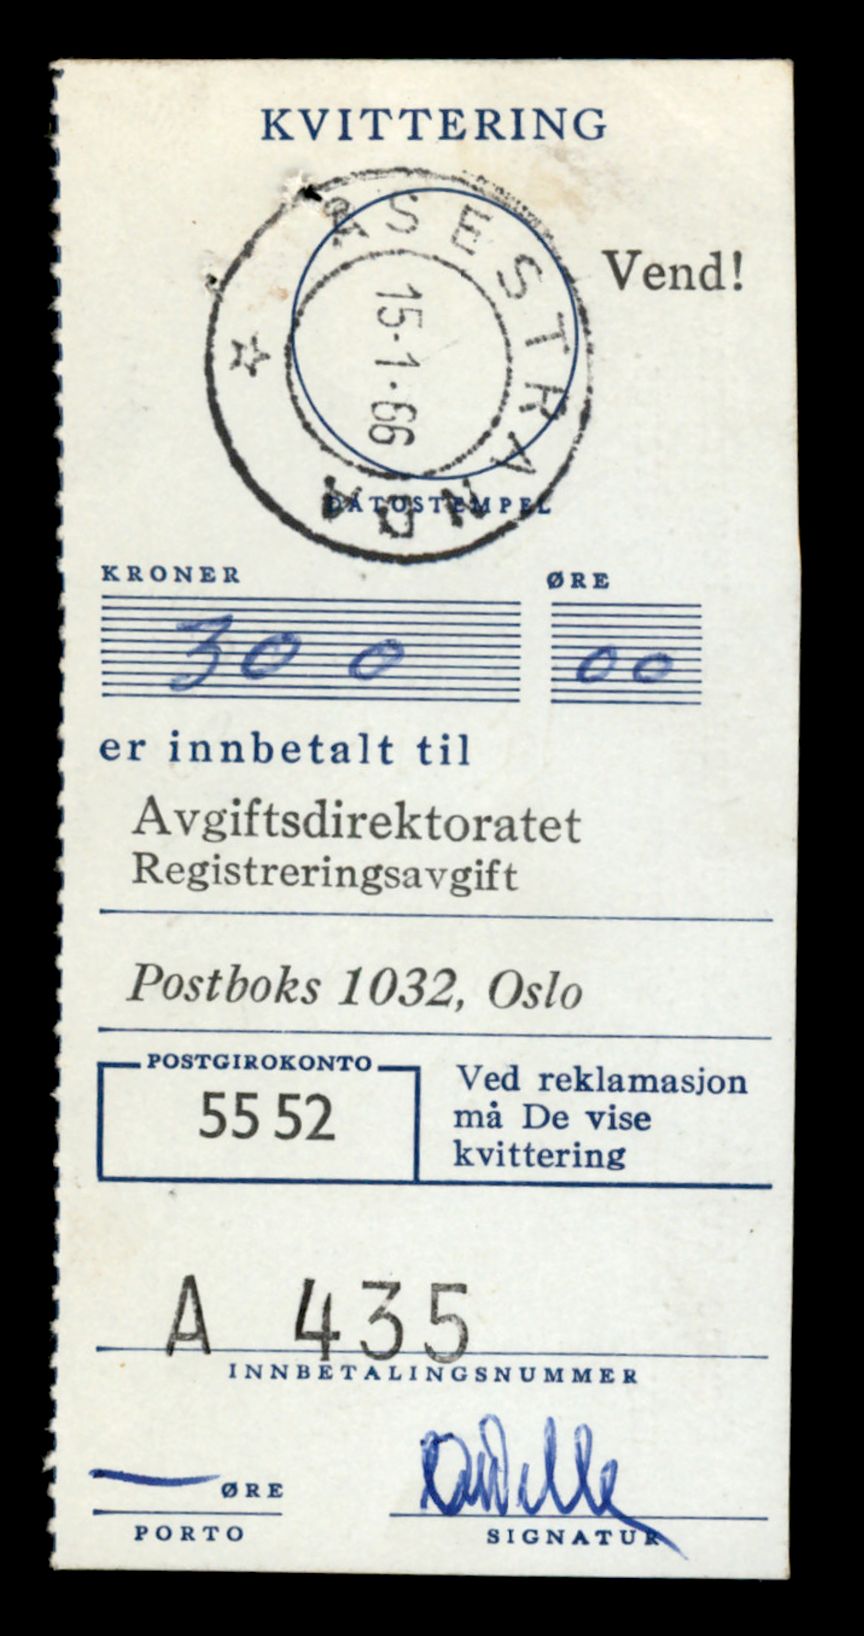 KVITTERING
ÅSESTRANDA
15-1-66
Vend!
DATOSTEMPEL
KRONER ØRE
300 00
er innbetalt til
Avgiftsdirektoratet
Registreringsavgift
Postboks 1032, Oslo
POSTGIROKONTO
55 52
Ved reklamasjon
må De vise
kvittering
A 435
INNBETALINGSNUMMER
ØRE
PORTO
SIGNATUR